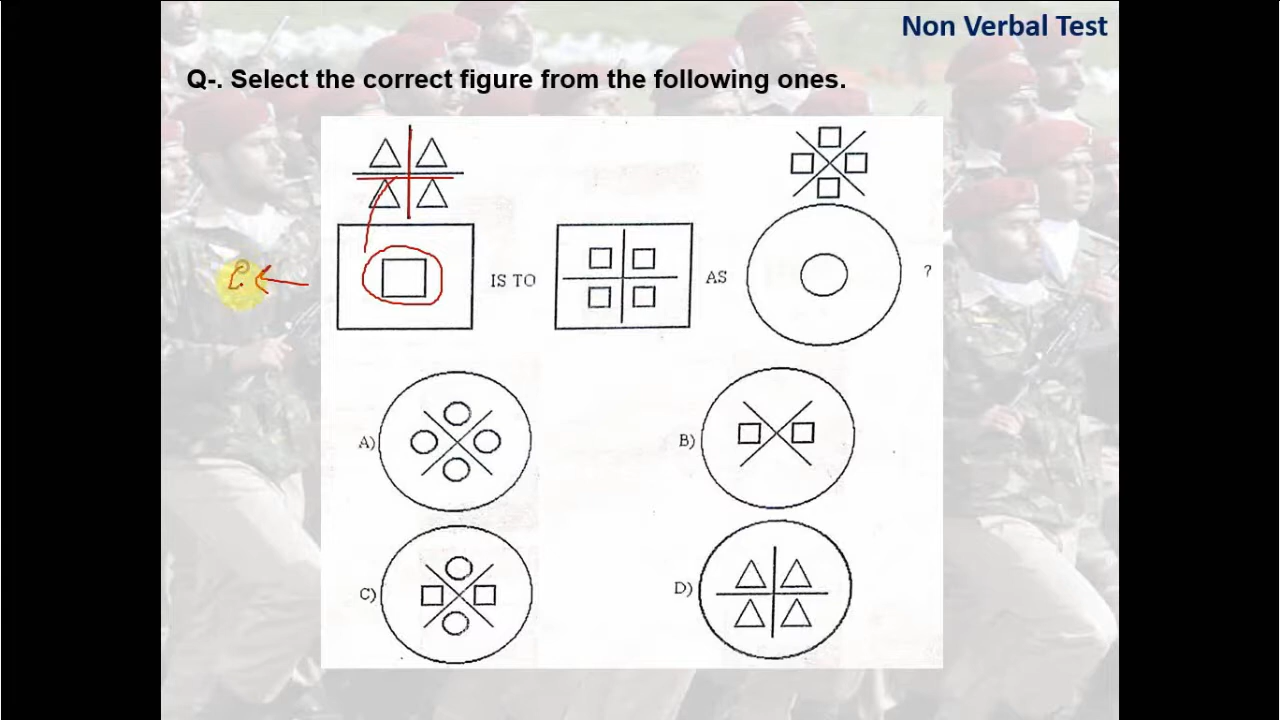 Non Verbal Test
Q-. Select the correct figure from the following ones.
IS TO
AS
?
A)
B)
C)
D)